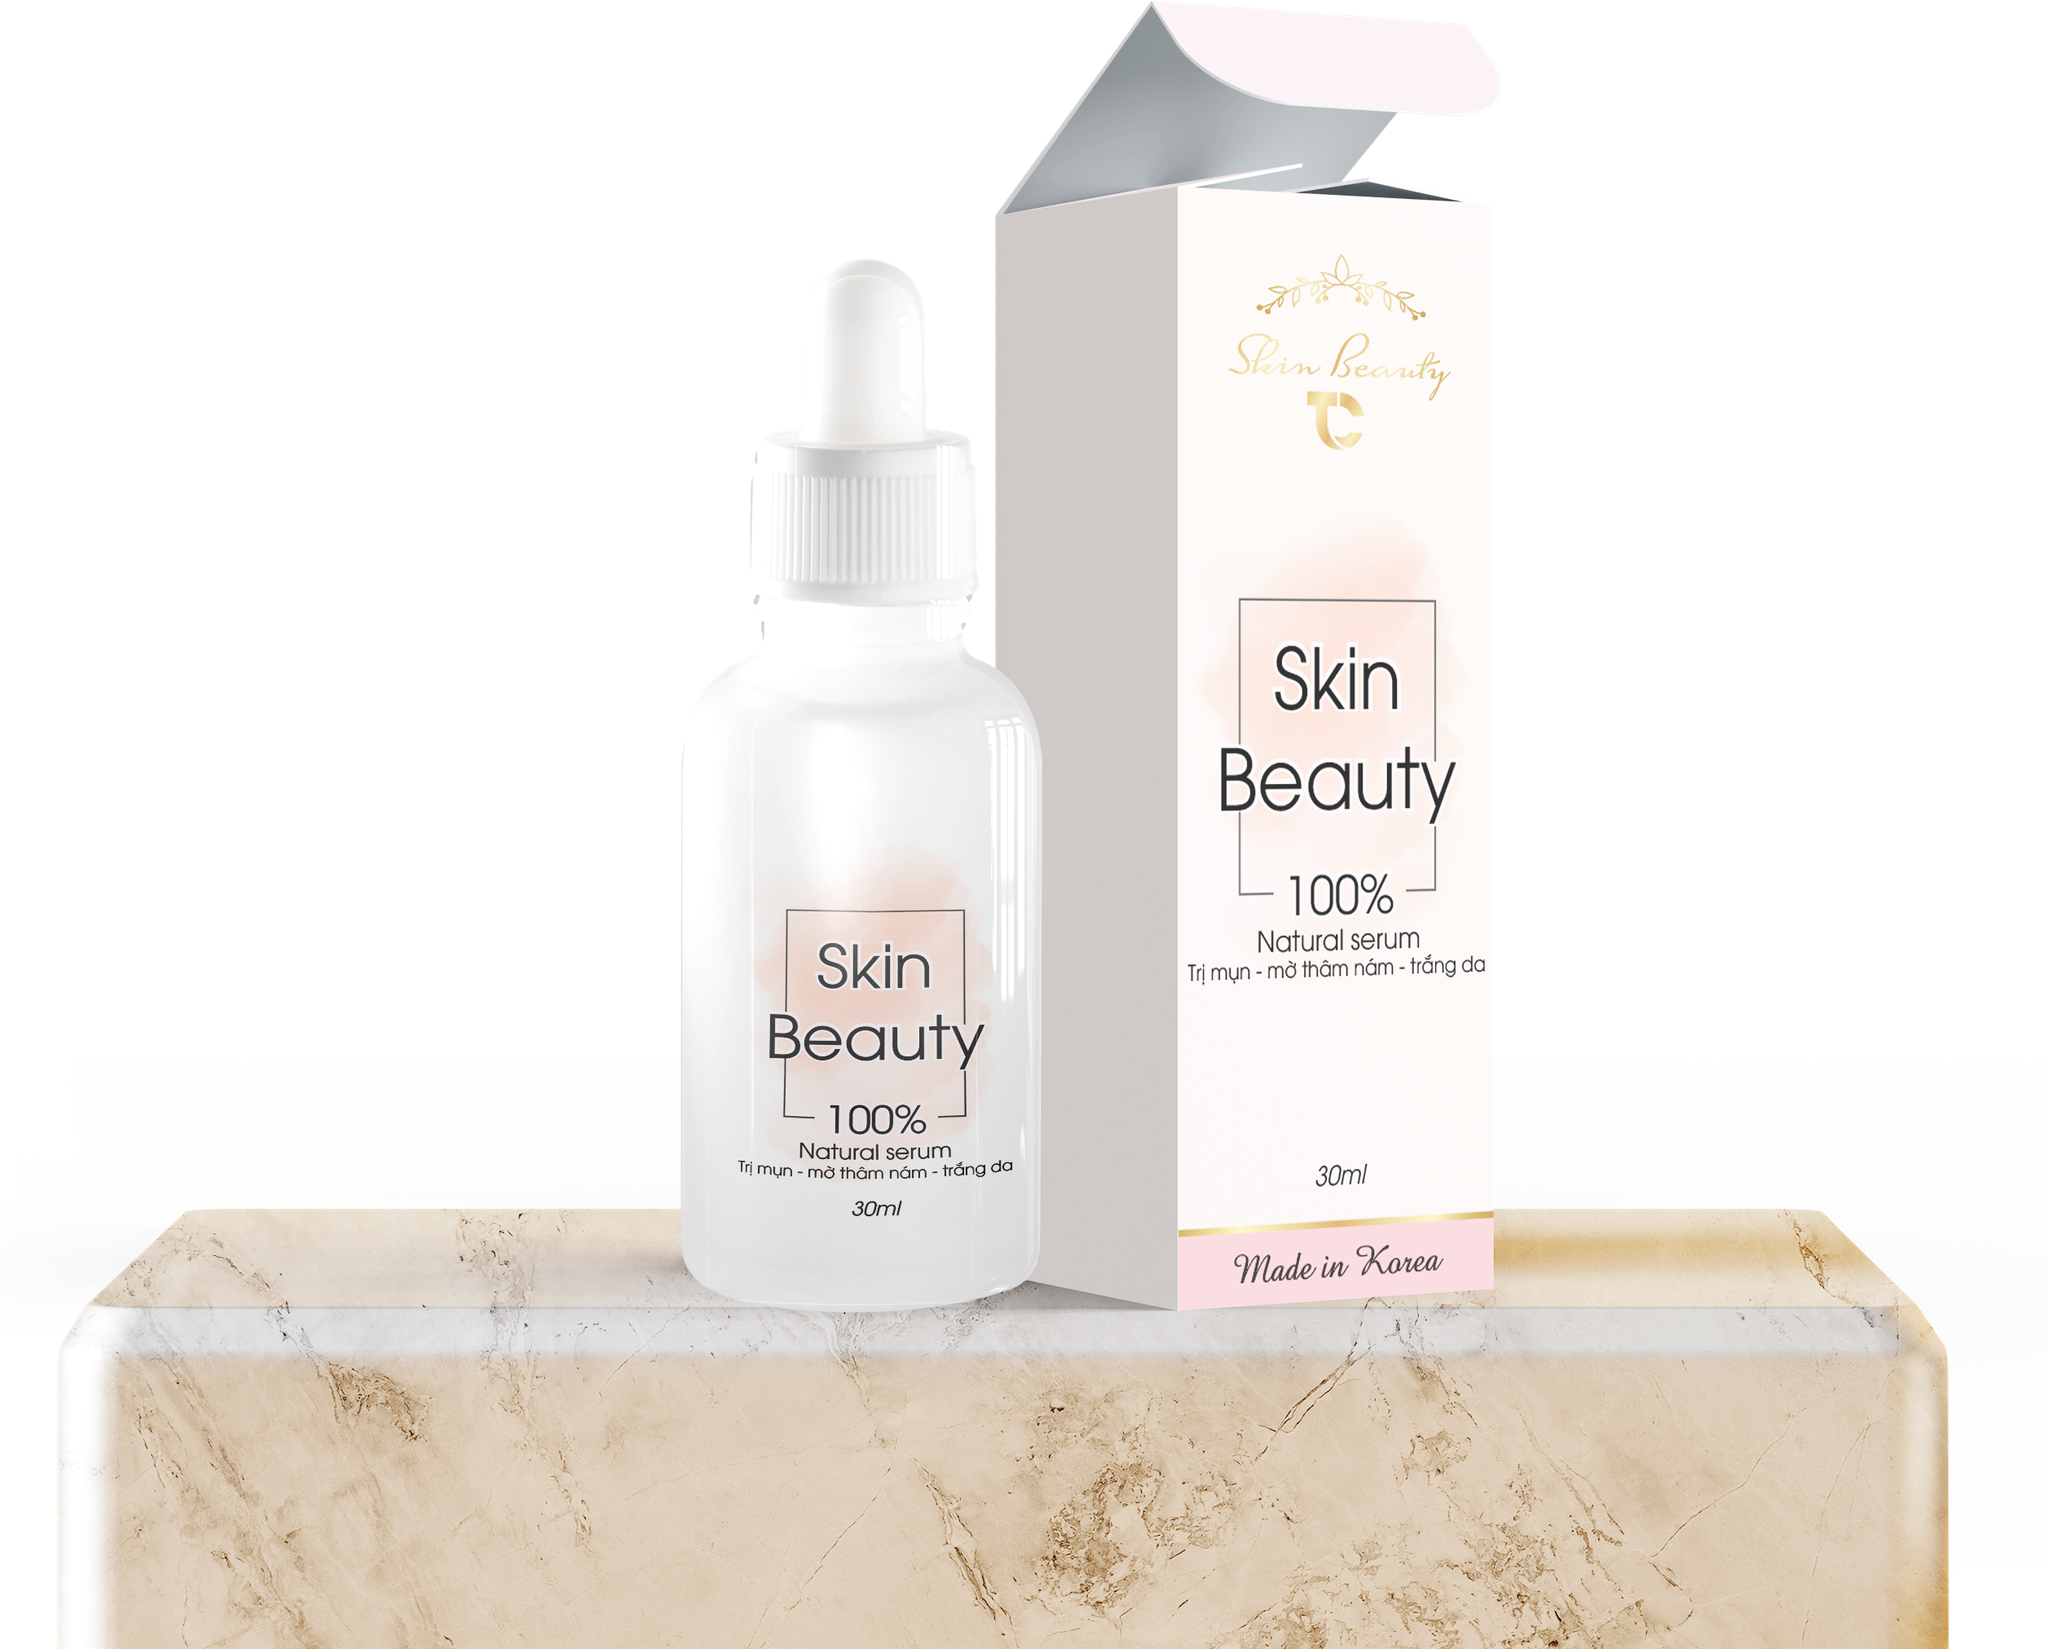 Skin Beauty
TC
Skin
Beauty
100%
Natural serum
Trị mụn - mờ thâm nám - trắng da
30ml
Made in Korea
Skin
Beauty
100%
Natural serum
Trị mụn - mờ thâm nám - trắng da
30ml